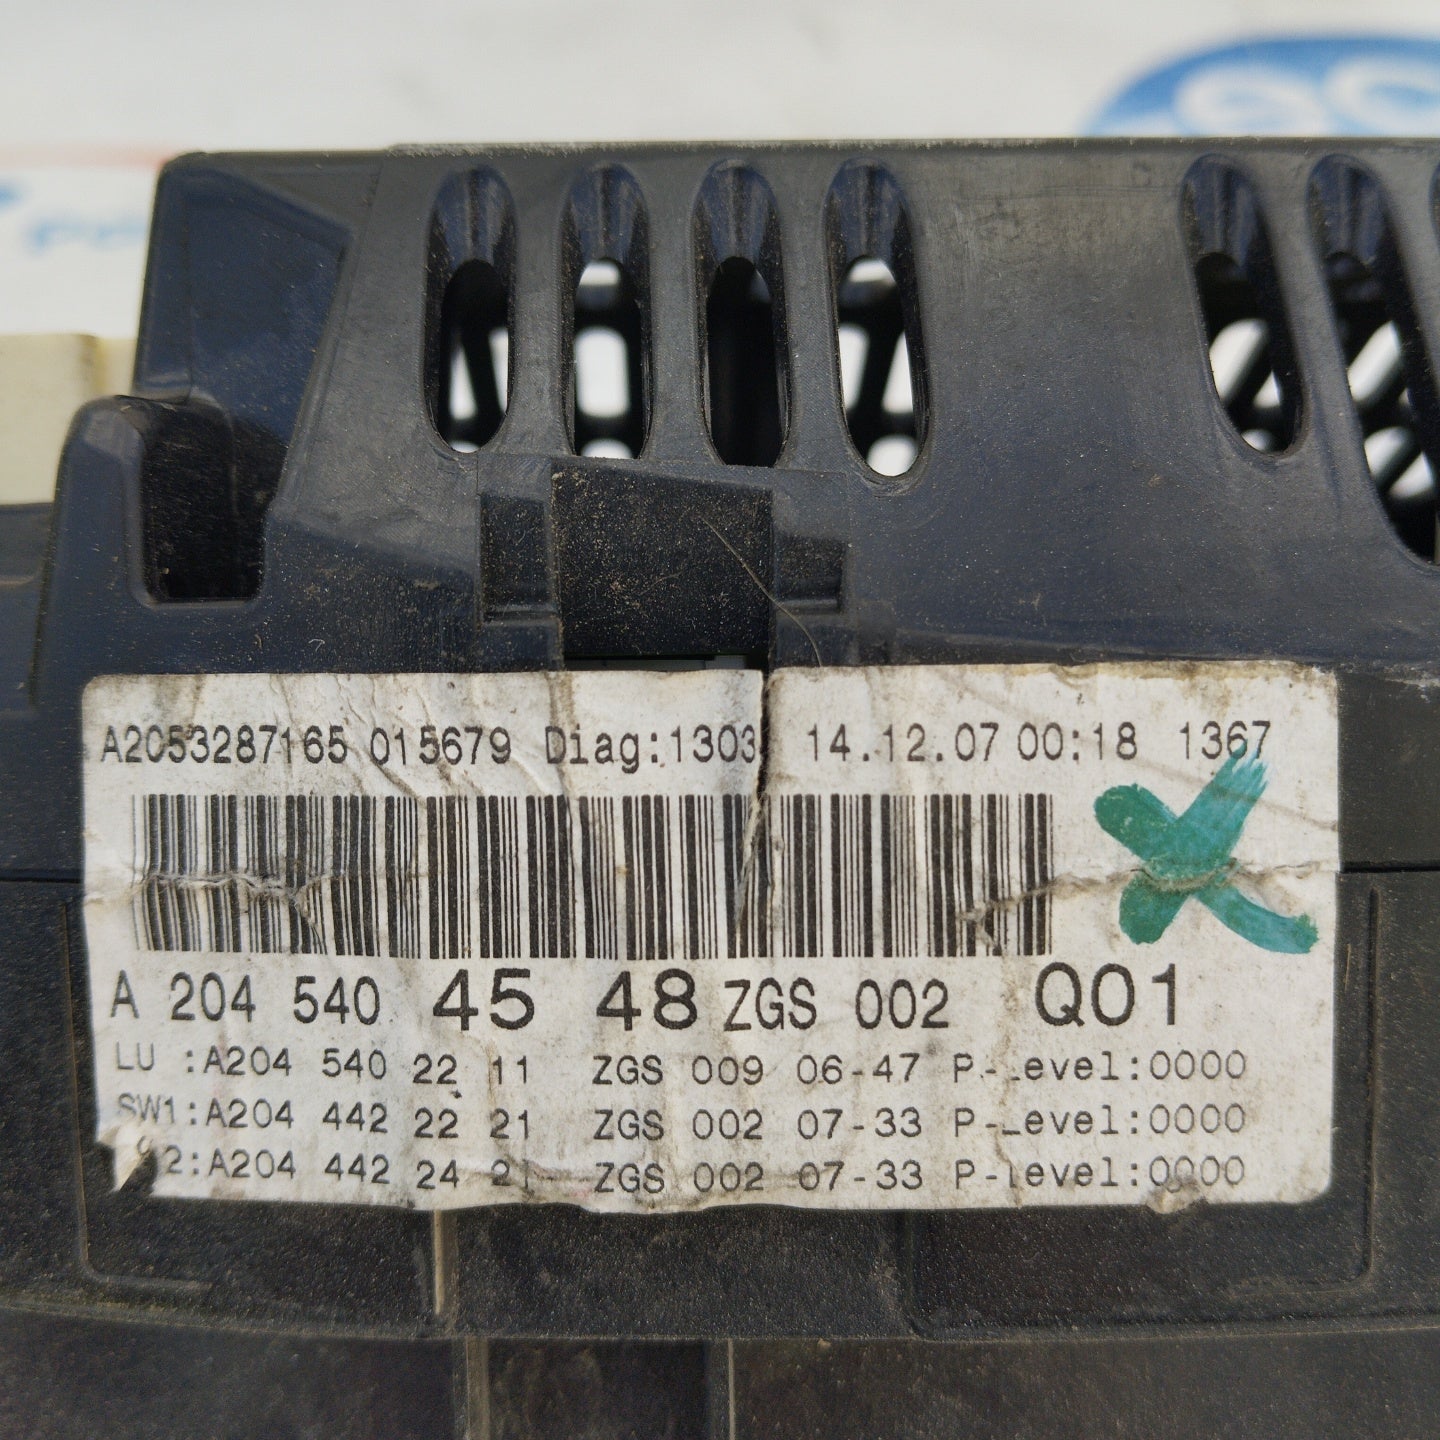 A2C53287165 015679 Diag:1303 14.12.07 00:18 1367
A 204 540 45 48 ZGS 002 Q01
LU :A204 540 22 11 ZGS 009 06-47 P-Level:0000
SW1:A204 442 22 21 ZGS 002 07-33 P-Level:0000
2:A204 442 24 21 ZGS 002 07-33 P-Level:0000